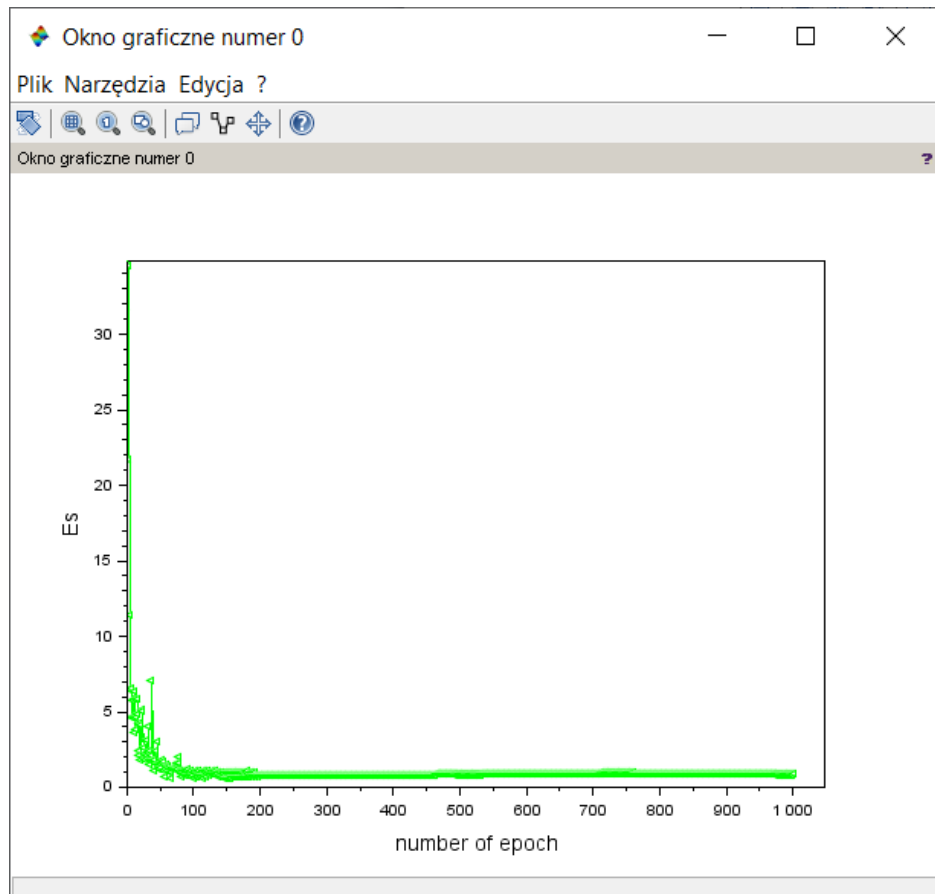 Okno graficzne numer 0
Plik Narzędzia Edycja ?
Okno graficzne numer 0 ?
30
25
20
15
10
5
0
Es
0 100 200 300 400 500 600 700 800 900 1 000
number of epoch